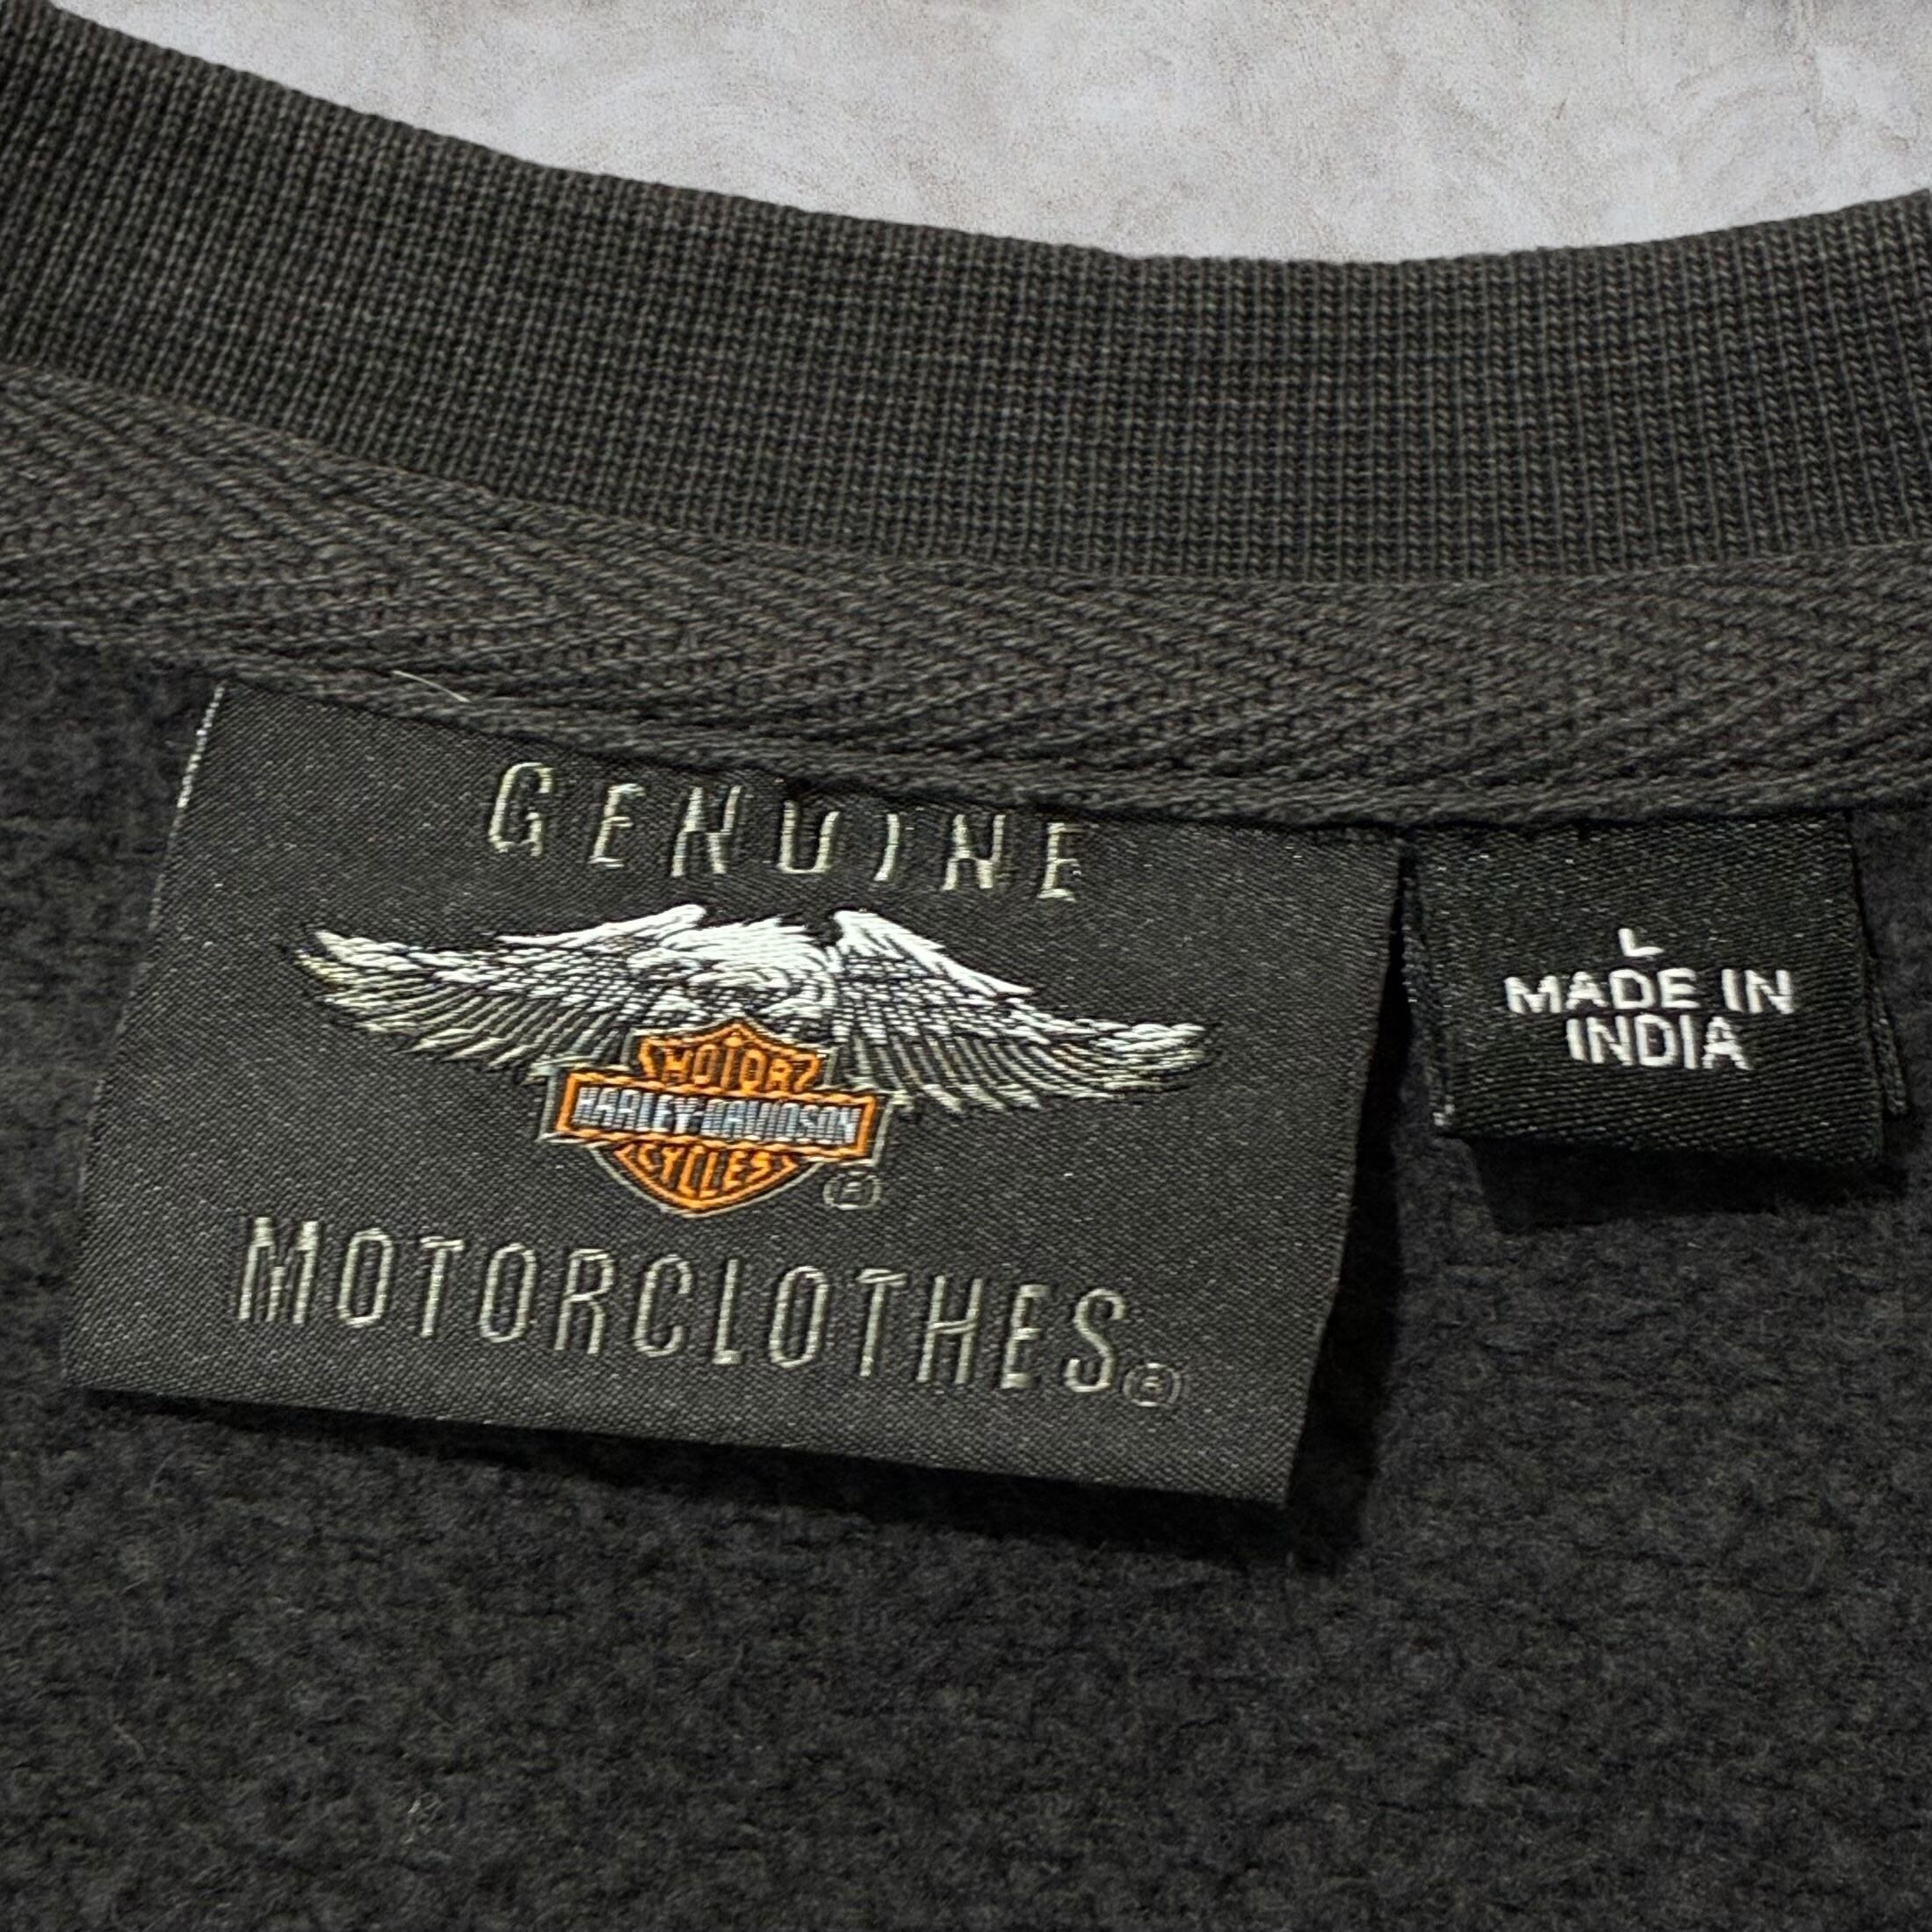 GENUINE
MOTOR
HARLEY-DAVIDSON
CYCLES
®
MOTORCLOTHES®
L
MADE IN
INDIA